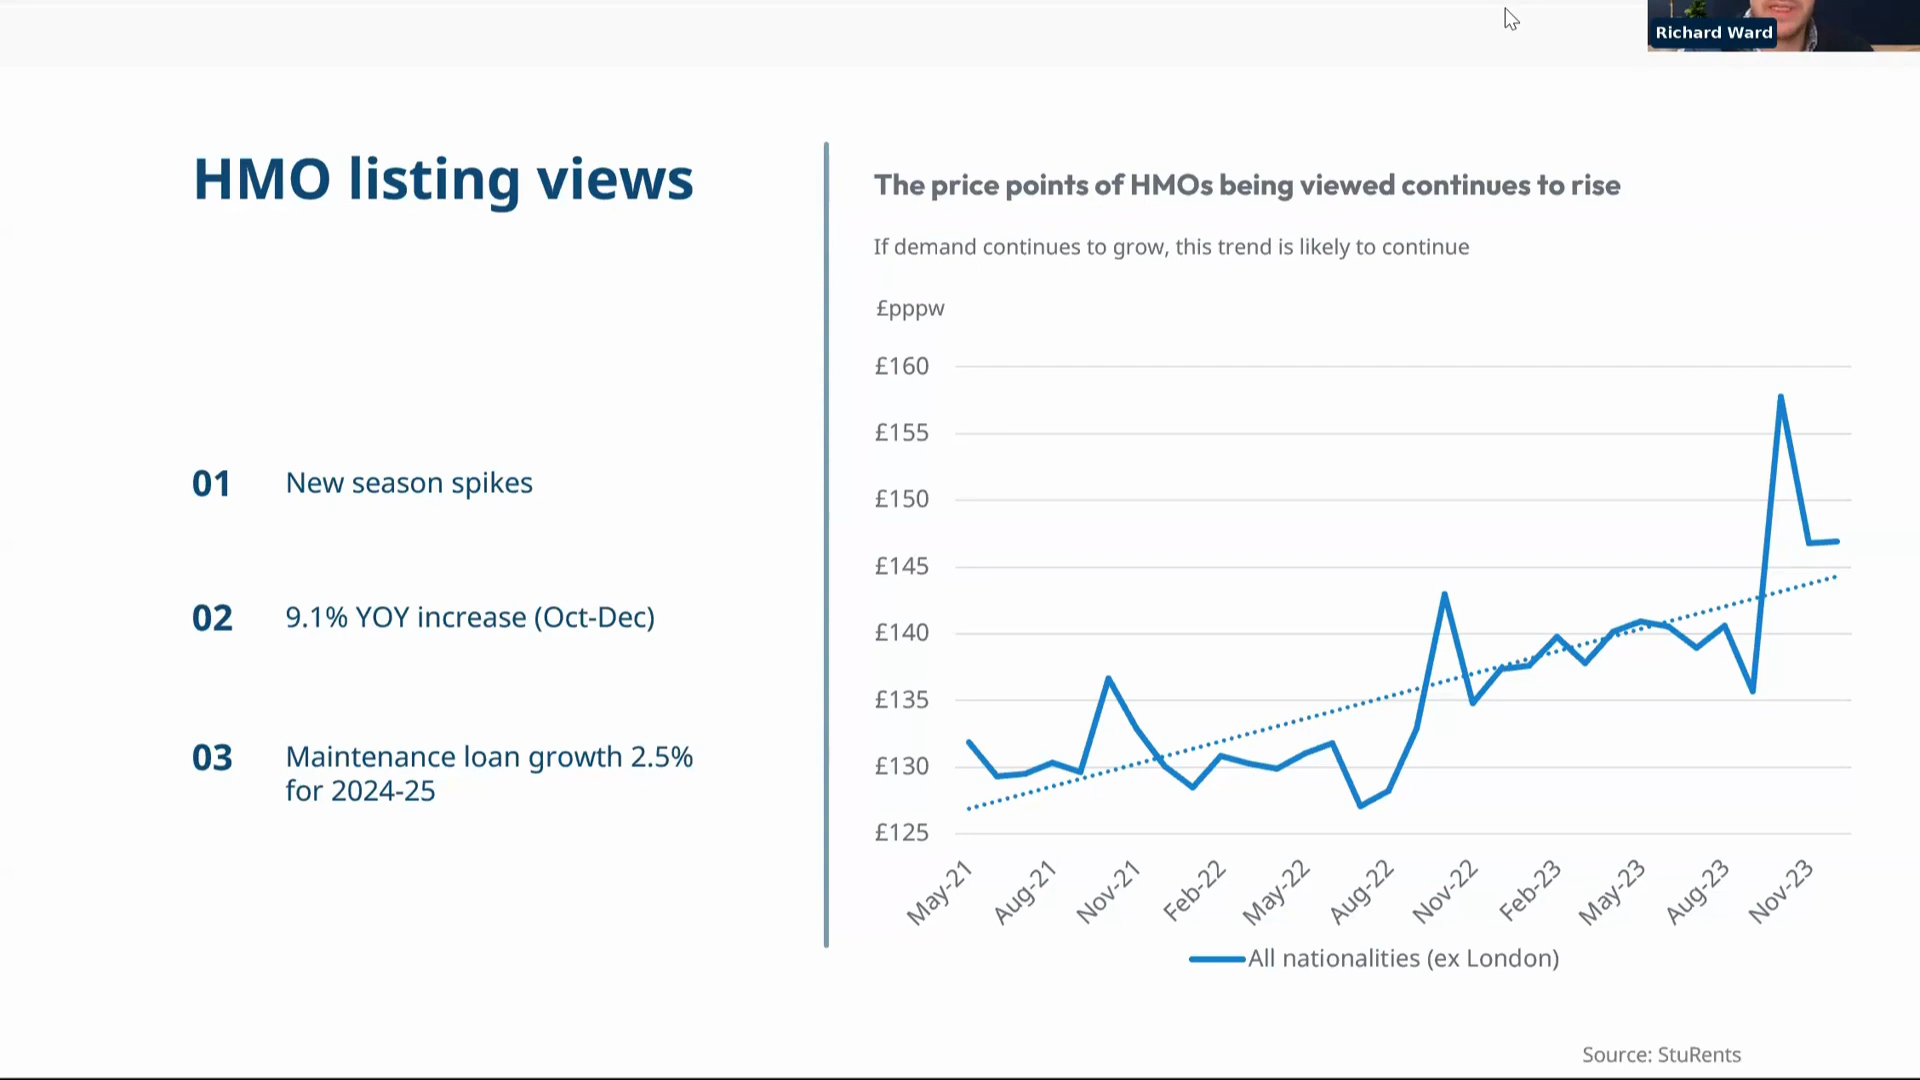 Richard Ward
HMO listing views
01 New season spikes
02 9.1% YOY increase (Oct-Dec)
03 Maintenance loan growth 2.5%
for 2024-25
The price points of HMOs being viewed continues to rise
If demand continues to grow, this trend is likely to continue
£pppw
£160
£155
£150
£145
£140
£135
£130
£125
May-21 Aug-21 Nov-21 Feb-22 May-22 Aug-22 Nov-22 Feb-23 May-23 Aug-23 Nov-23
All nationalities (ex London)
Source: StuRents